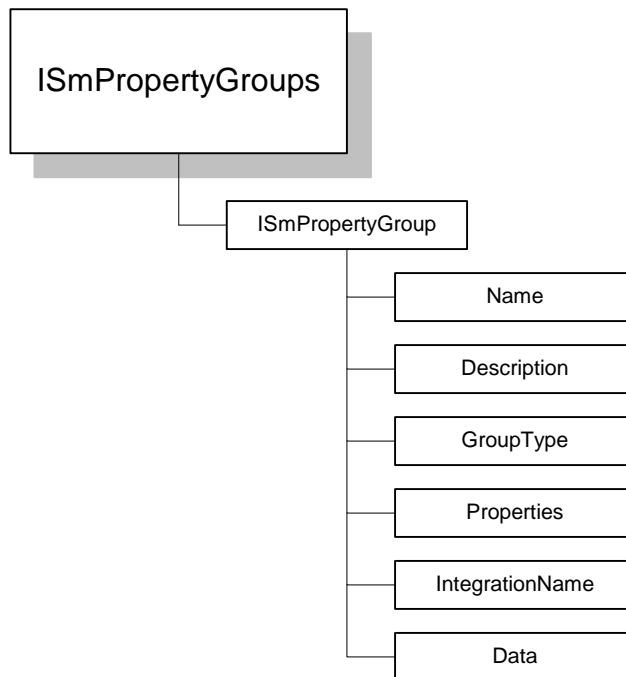 ISmPropertyGroups
ISmPropertyGroup
Name
Description
GroupType
Properties
IntegrationName
Data